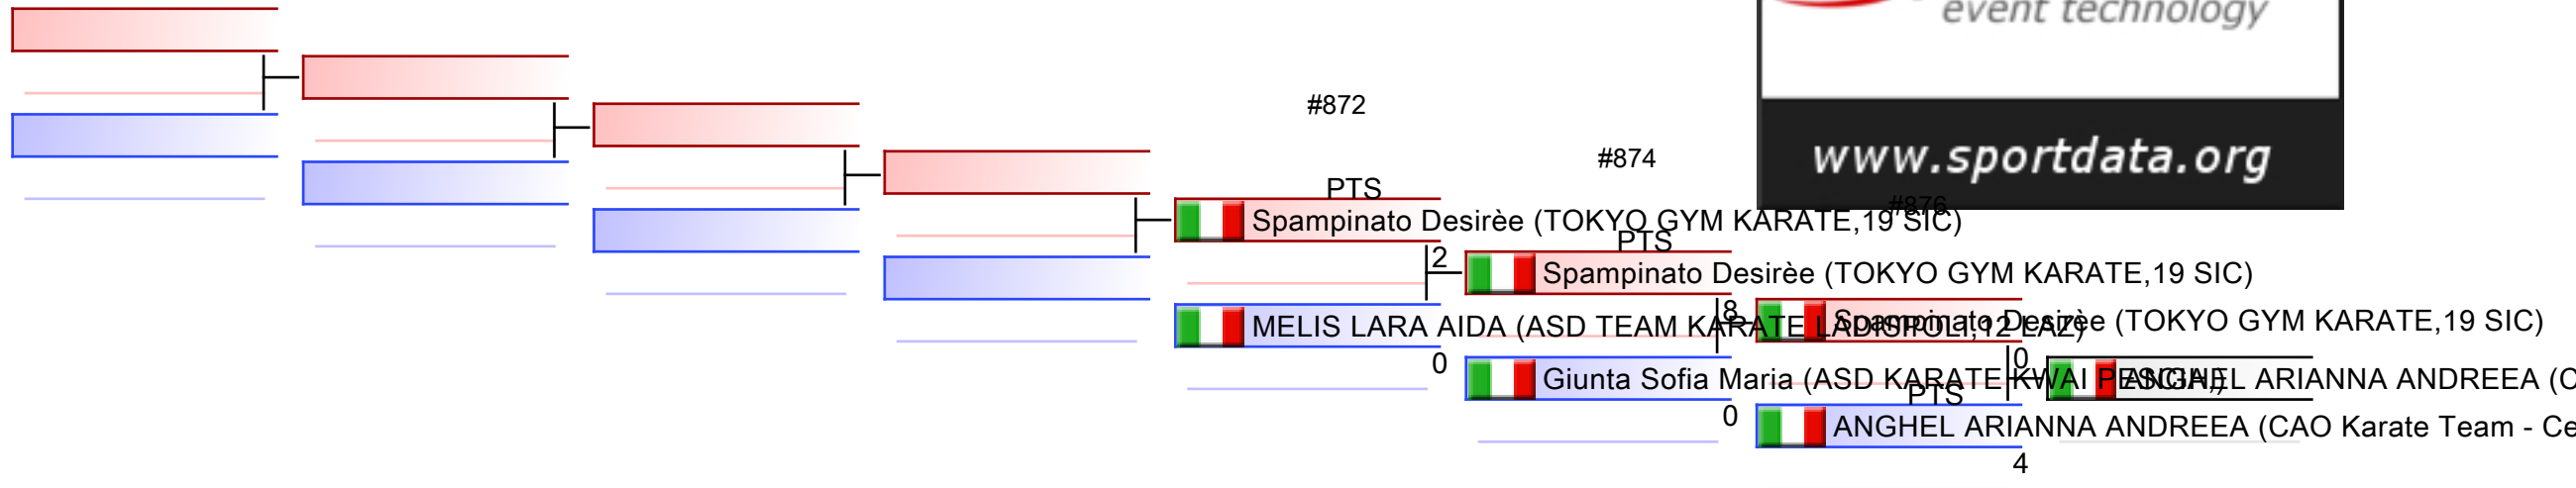 event technology
#872
www.sportdata.org
#874
PTS
#876
Spampinato Desirèe (TOKYO GYM KARATE,19 SIC)
PTS
2
Spampinato Desirèe (TOKYO GYM KARATE,19 SIC)
8
Spampinato Desirèe (TOKYO GYM KARATE,19 SIC)
MELIS LARA AIDA (ASD TEAM KARATE LADISPOLI,12 LAZ)
0
0
Giunta Sofia Maria (ASD KARATE KWAI PESCIA,)
ANGHEL ARIANNA ANDREEA (C
PTS
0
ANGHEL ARIANNA ANDREEA (CAO Karate Team - Ce
4